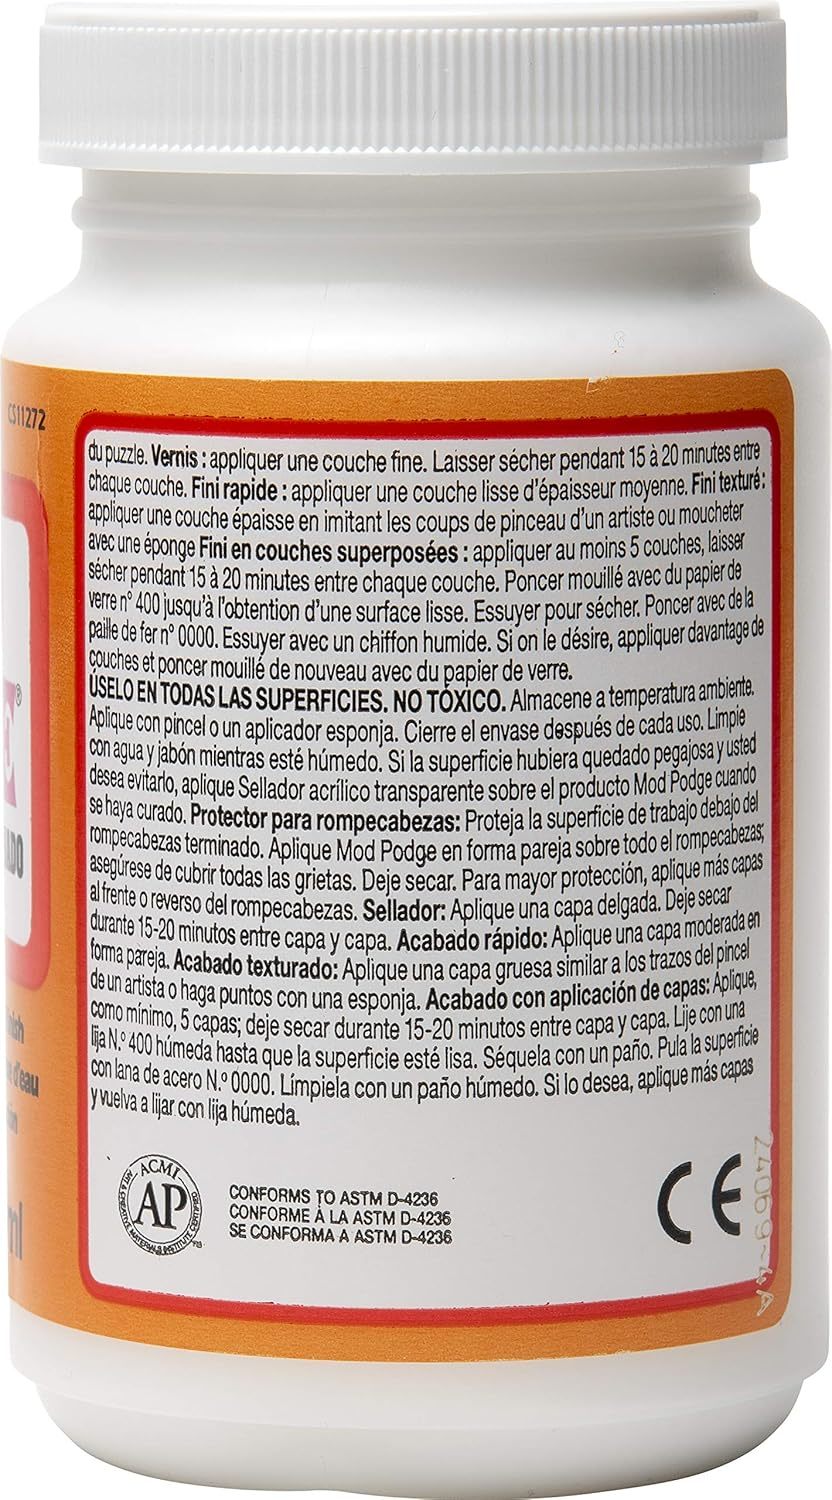 CS11272
du puzzle. Vernis : appliquer une couche fine. Laisser sécher pendant 15 à 20 minutes entre
chaque couche. Fini rapide : appliquer une couche lisse d'épaisseur moyenne. Fini texturé :
appliquer une couche épaisse en imitant les coups de pinceau d'un artiste ou moucheter
avec une éponge Fini en couches superposées : appliquer au moins 5 couches, laisser
sécher pendant 15 à 20 minutes entre chaque couche. Poncer mouillé avec du papier de
verre n° 400 jusqu'à l'obtention d'une surface lisse. Essuyer pour sécher. Poncer avec de la
paille de fer n° 0000. Essuyer avec un chiffon humide. Si on le désire, appliquer davantage de
couches et poncer mouillé de nouveau avec du papier de verre.
ÚSELO EN TODAS LAS SUPERFICIES. NO TÓXICO. Almacene a temperatura ambiente.
Aplique con pincel o un aplicador esponja. Cierre el envase después de cada uso. Limpie
con agua y jabón mientras esté húmedo. Si la superficie hubiera quedado pegajosa y usted
desea evitarlo, aplique Sellador acrílico transparente sobre el producto Mod Podge cuando
se haya curado. Protector para rompecabezas: Proteja la superficie de trabajo debajo del
rompecabezas terminado. Aplique Mod Podge en forma pareja sobre todo el rompecabezas;
asegúrese de cubrir todas las grietas. Deje secar. Para mayor protección, aplique más capas
al frente o reverso del rompecabezas. Sellador: Aplique una capa delgada. Deje secar
durante 15-20 minutos entre capa y capa. Acabado rápido: Aplique una capa moderada en
forma pareja. Acabado texturado: Aplique una capa gruesa similar a los trazos del pincel
de un artista o haga puntos con una esponja. Acabado con aplicación de capas: Aplique,
como mínimo, 5 capas; deje secar durante 15-20 minutos entre capa y capa. Lije con una
lija N.º 400 húmeda hasta que la superficie esté lisa. Séquela con un paño. Pula la superficie
con lana de acero N.º 0000. Límpiela con un paño húmedo. Si lo desea, aplique más capas
y vuelva a lijar con lija húmeda.
E®
d'eau
ml
ACMI
AP
ART & CREATIVE MATERIALS INSTITUTE CERTIFIED
CONFORMS TO ASTM D-4236
CONFORME À LA ASTM D-4236
SE CONFORMA A ASTM D-4236
CE
24069-4A